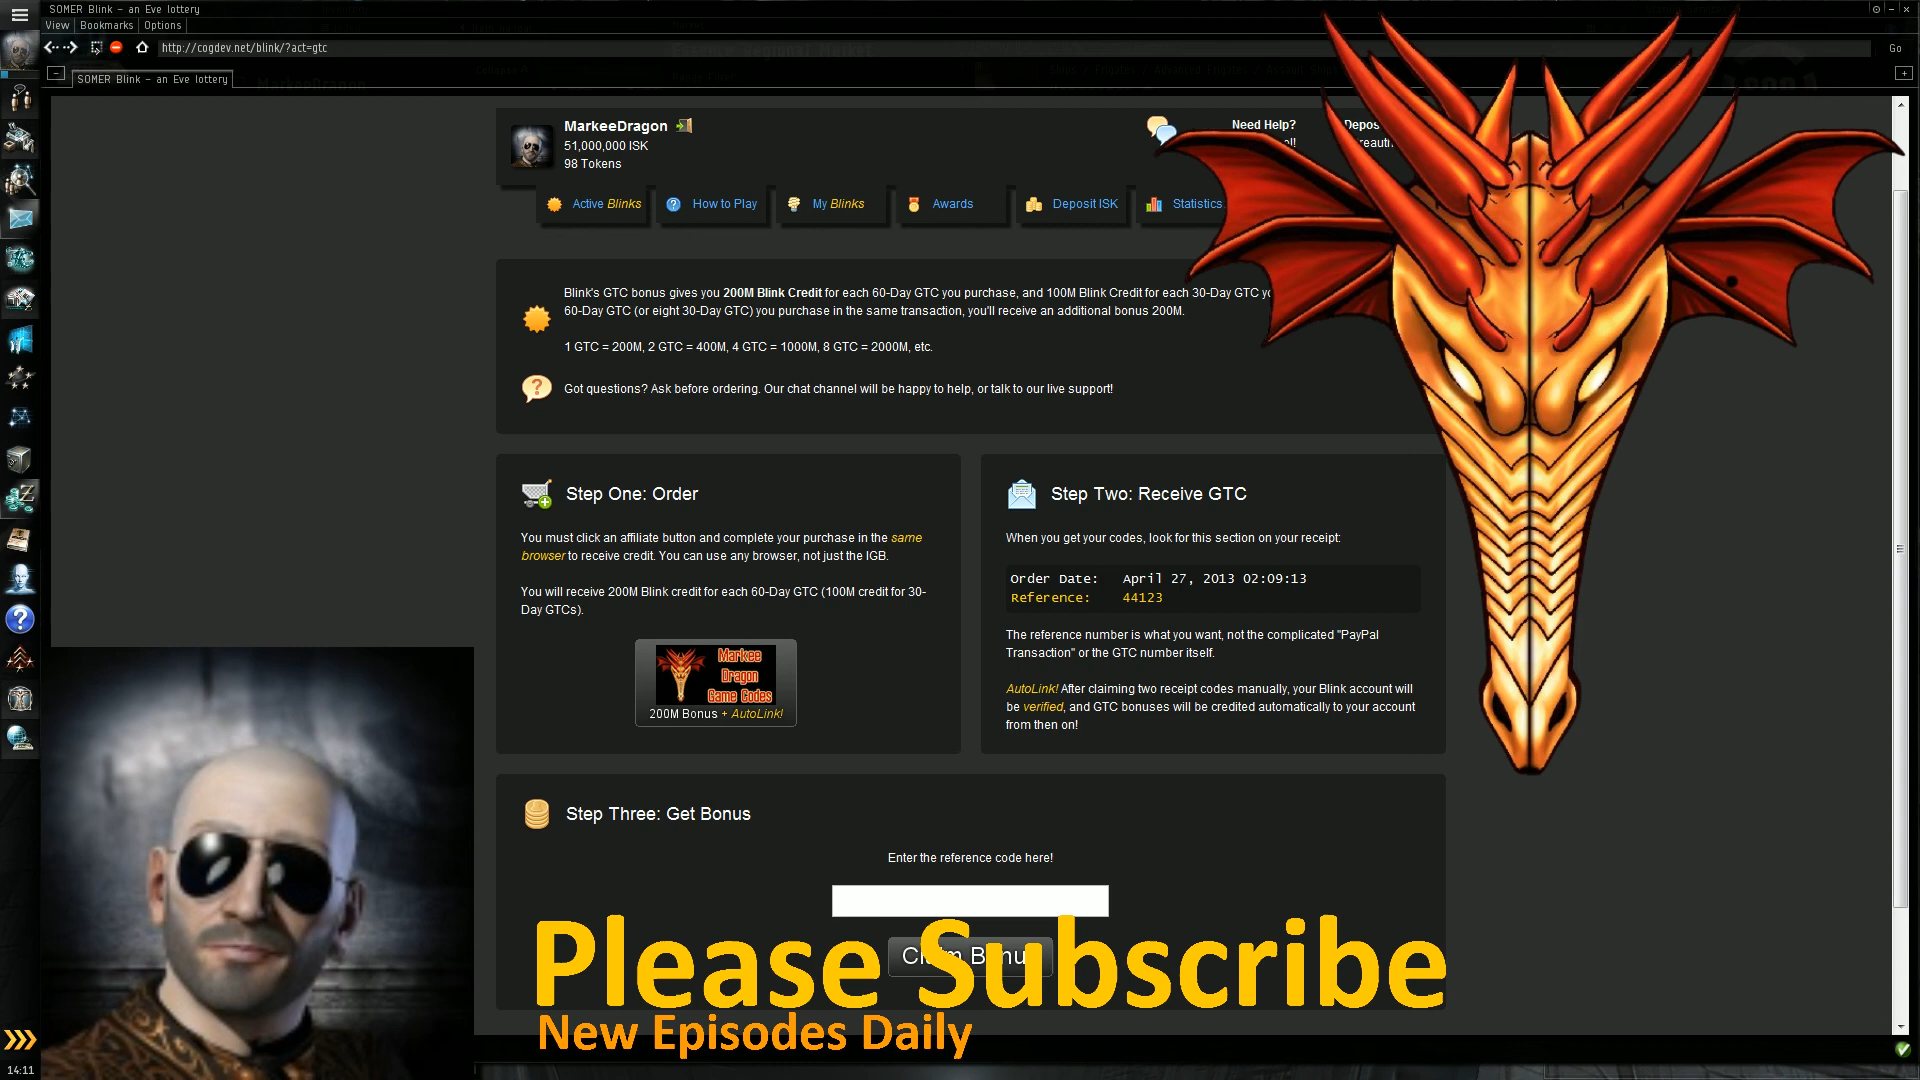 SOMER Blink - an Eve lottery
View Bookmarks Options
http://cogdev.net/blink/?act=gtc
Go
SOMER Blink - an Eve lottery
MarkeeDragon
51,000,000 ISK
98 Tokens
Need Help?
Active Blinks
How to Play
My Blinks
Awards
Deposit ISK
Statistics
Blink's GTC bonus gives you 200M Blink Credit for each 60-Day GTC you purchase, and 100M Blink Credit for each 30-Day GTC
60-Day GTC (or eight 30-Day GTC) you purchase in the same transaction, you'll receive an additional bonus 200M.
1 GTC = 200M, 2 GTC = 400M, 4 GTC = 1000M, 8 GTC = 2000M, etc.
Got questions? Ask before ordering. Our chat channel will be happy to help, or talk to our live support!
Step One: Order
You must click an affiliate button and complete your purchase in the same
browser to receive credit. You can use any browser, not just the IGB.
You will receive 200M Blink credit for each 60-Day GTC (100M credit for 30-
Day GTCs).
Markee
Dragon
Game Codes
200M Bonus + AutoLink!
Step Two: Receive GTC
When you get your codes, look for this section on your receipt:
Order Date: April 27, 2013 02:09:13
Reference: 44123
The reference number is what you want, not the complicated "PayPal
Transaction" or the GTC number itself.
AutoLink! After claiming two receipt codes manually, your Blink account will
be verified, and GTC bonuses will be credited automatically to your account
from then on!
Step Three: Get Bonus
Enter the reference code here!
Please Subscribe
New Episodes Daily
14:11